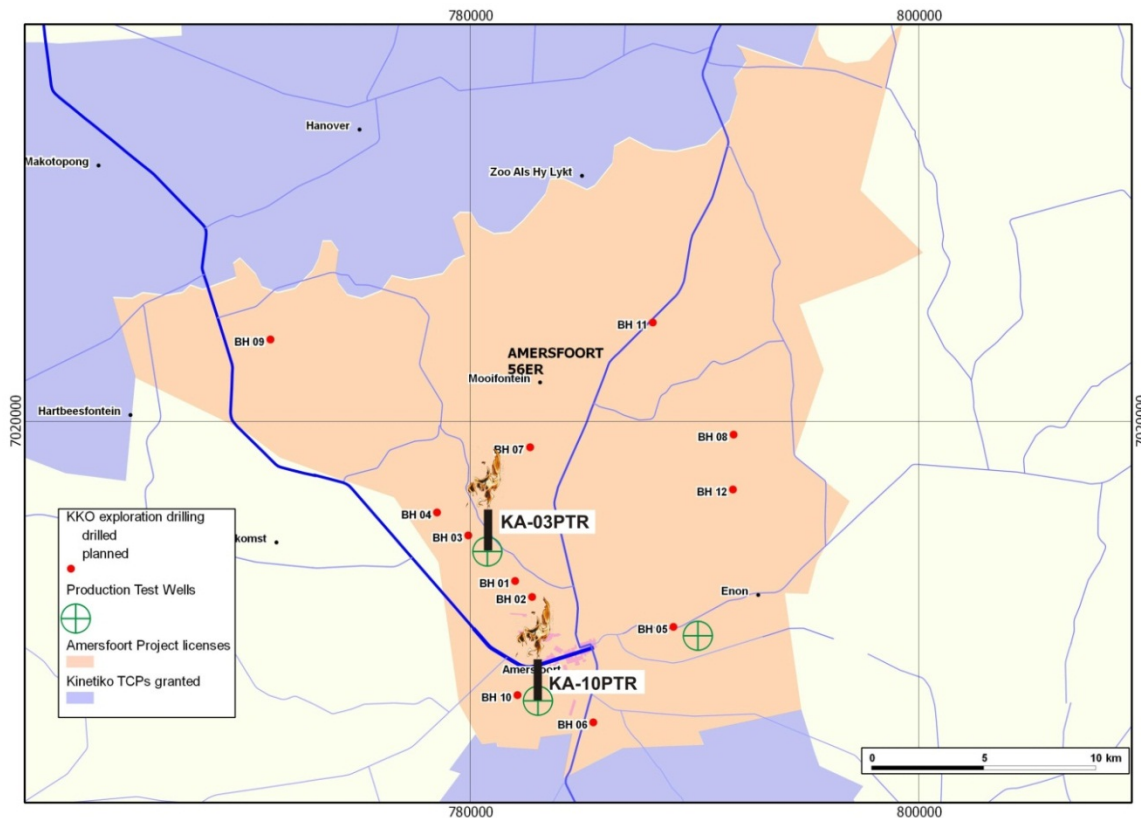 780000
800000
Hanover
Makotopong
Zoo Als Hy Lykt
BH 11
BH 09
AMERSFOORT
56ER
Mooifontein
Hartbeesfontein
7020000
7020000
BH 08
BH 07
BH 12
BH 04
KA-03PTR
BH 03
KKO exploration drilling
drilled
planned
komst
Production Test Wells
Amersfoort Project licenses
Kinetiko TCPs granted
BH 01
BH 02
Enon
BH 05
Amersfoort
KA-10PTR
BH 10
BH 06
0 5 10 km
780000
800000